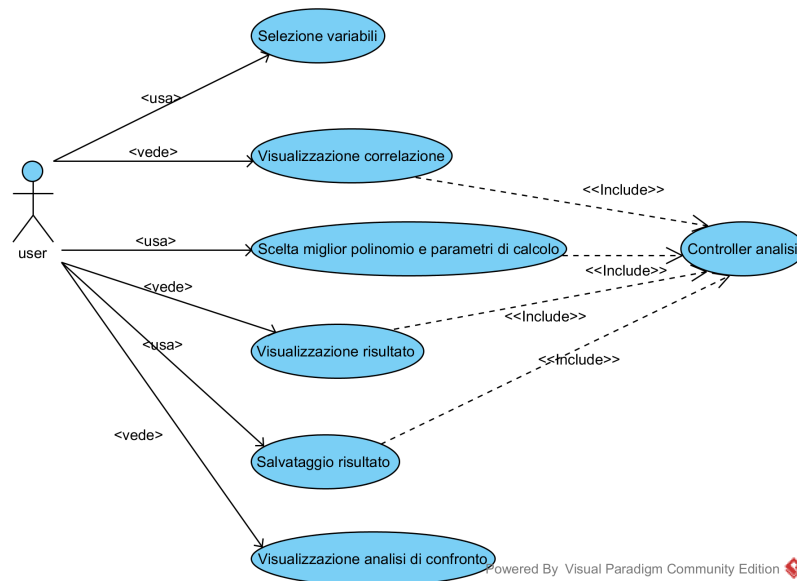 Selezione variabili
<usa>
<vede>
Visualizzazione correlazione
<<Include>>
user
<usa>
Scelta miglior polinomio e parametri di calcolo
Controller analisi
<<Include>>
<vede>
<<Include>>
<usa>
Visualizzazione risultato
<<Include>>
<vede>
Salvataggio risultato
Visualizzazione analisi di confronto
Powered By Visual Paradigm Community Edition